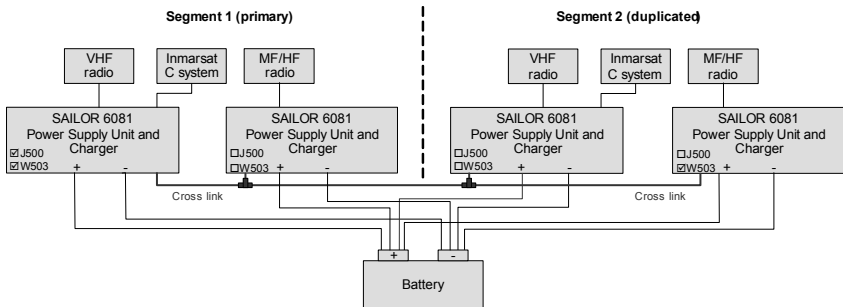 Segment 1 (primary)
Segment 2 (duplicated)
VHF
radio
Inmarsat
C system
MF/HF
radio
VHF
radio
Inmarsat
C system
MF/HF
radio
SAILOR 6081
Power Supply Unit and
Charger
☑J500
☑W503
+ -
SAILOR 6081
Power Supply Unit and
Charger
☐J500
☐W503
+ -
SAILOR 6081
Power Supply Unit and
Charger
☐J500
☐W503
+ -
SAILOR 6081
Power Supply Unit and
Charger
☐J500
☑W503
+ -
Cross link
Cross link
+ -
Battery